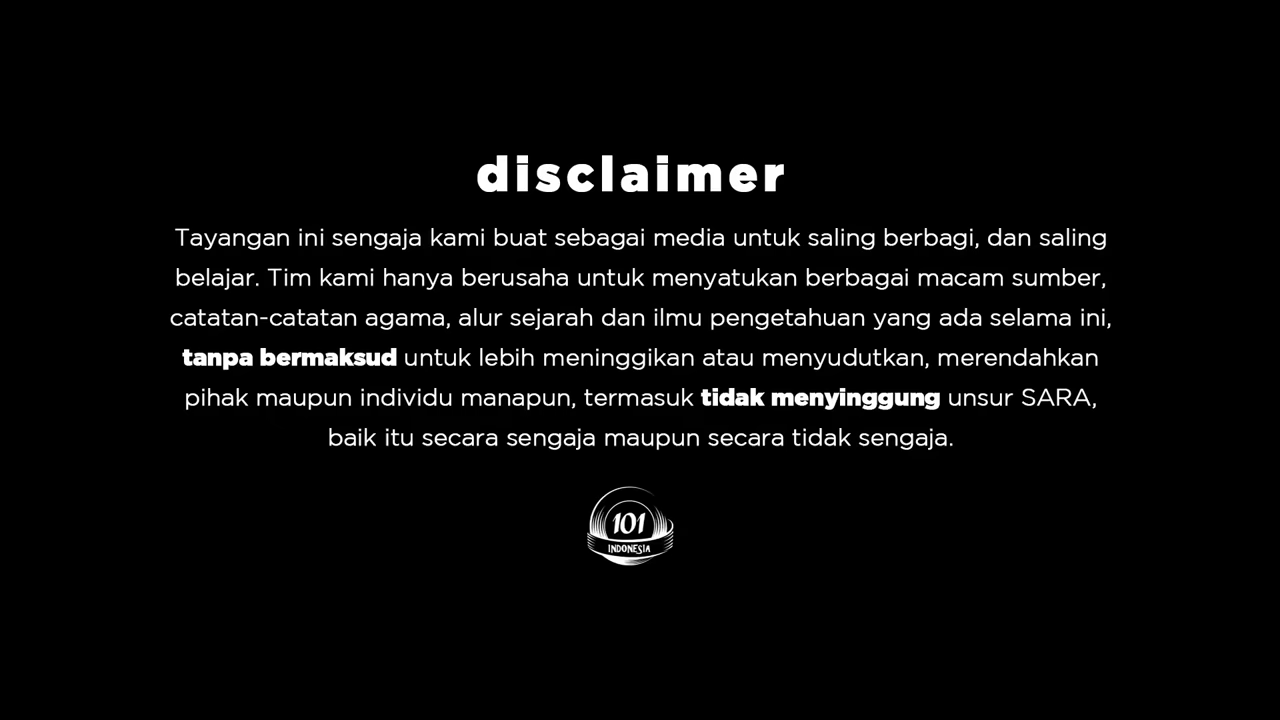 disclaimer
Tayangan ini sengaja kami buat sebagai media untuk saling berbagi, dan saling
belajar. Tim kami hanya berusaha untuk menyatukan berbagai macam sumber,
catatan-catatan agama, alur sejarah dan ilmu pengetahuan yang ada selama ini,
tanpa bermaksud untuk lebih meninggikan atau menyudutkan, merendahkan
pihak maupun individu manapun, termasuk tidak menyinggung unsur SARA,
baik itu secara sengaja maupun secara tidak sengaja.
101
INDONESIA